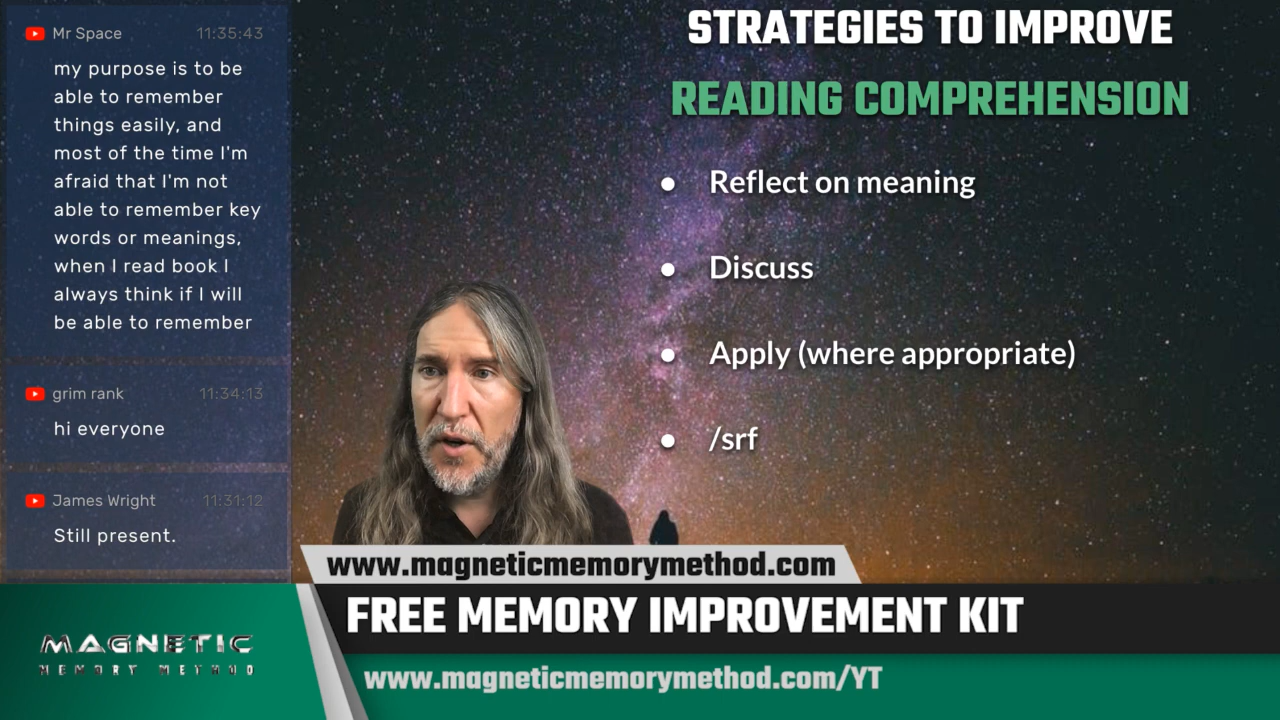 Mr Space 11:35:43
my purpose is to be
able to remember
things easily, and
most of the time I'm
afraid that I'm not
able to remember key
words or meanings,
when I read book I
always think if I will
be able to remember
grim rank 11:34:13
hi everyone
James Wright 11:31:12
Still present.
STRATEGIES TO IMPROVE
READING COMPREHENSION
• Reflect on meaning
• Discuss
• Apply (where appropriate)
• /srf
www.magneticmemorymethod.com
FREE MEMORY IMPROVEMENT KIT
www.magneticmemorymethod.com/YT
MAGNETIC
MEMORY METHOD